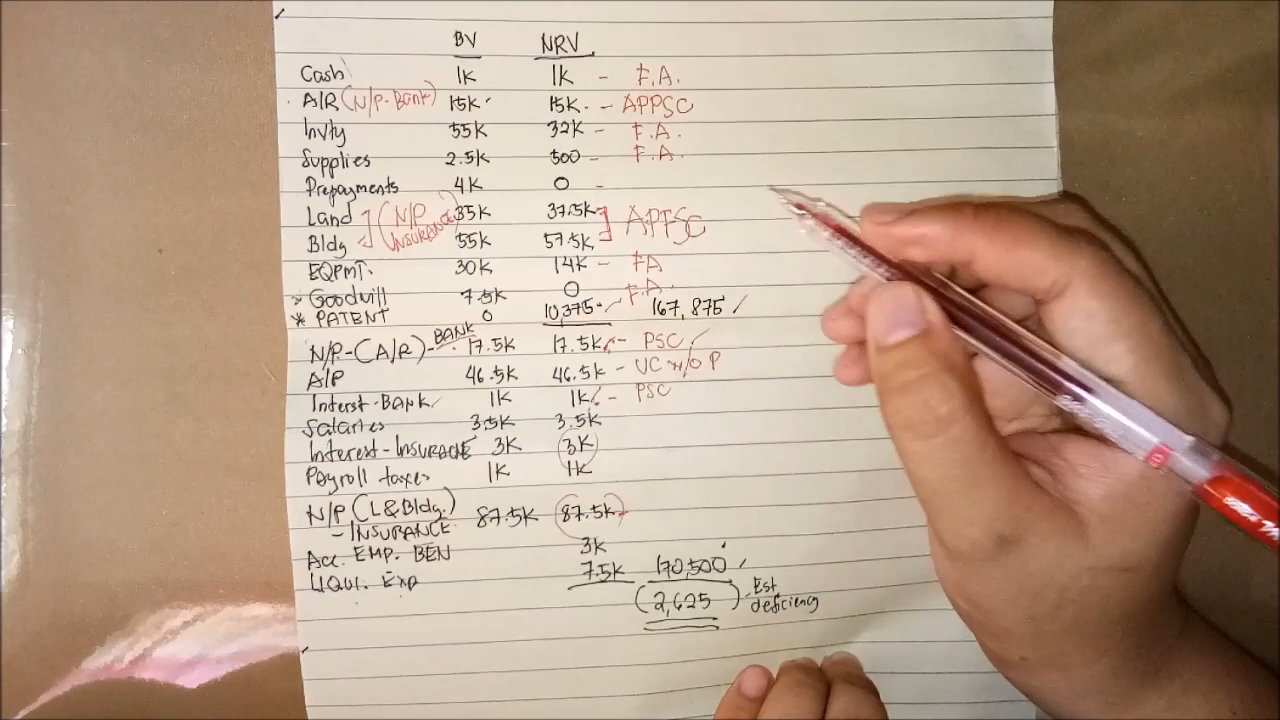 BV NRV
Cash 1K 1K - F.A.
A/R (N/P-Bank) 15K 15K - APPSC
Invty 55K 32K - F.A.
Supplies 2.5K 500 - F.A.
Prepayments 4K 0 -
Land ] (N/P INSURANCE) 35K 37.5K ] APFSC
Bldg 55K 57.5K
EQPMT. 30K 14K - FA
* Goodwill 7.5K 0 F.A.
* PATENT 0 10,375 167,875
N/P-(A/R)-BANK 17.5K 17.5K - PSC
A/P 46.5K 46.5K - UC w/o P
Interst-BANK 1K 1K - PSC
Salaries 3.5K 3.5K
Interest-INSURANCE 3K 3K
Payroll taxes 1K 1K
N/P (L&Bldg.) 87.5K 87.5K
- INSURANCE
Acc. EMP. BEN 3K
LIQUI. Exp 7.5K 170,500
(2,625) - Est. deficiency